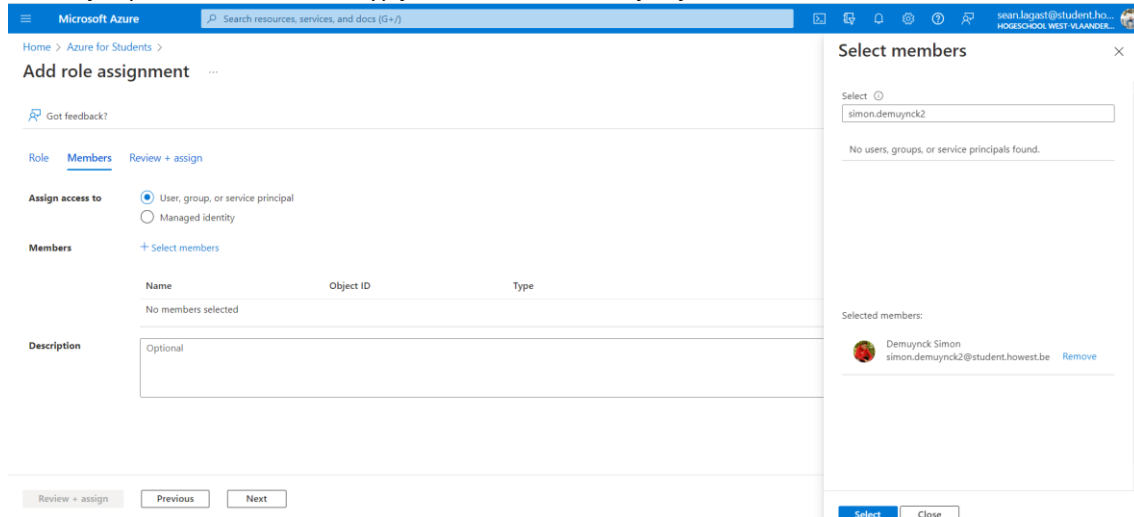 Microsoft Azure
Search resources, services, and docs (G+/)
sean.lagast@student.ho...
HOGESCHOOL WEST-VLAANDER...
Home > Azure for Students >
Add role assignment ...
Got feedback?
Role Members Review + assign
Assign access to
User, group, or service principal
Managed identity
Members
+ Select members
Name Object ID Type
No members selected
Description
Optional
Review + assign Previous Next
Select members
Select
simon.demuynck2
No users, groups, or service principals found.
Selected members:
Demuynck Simon
simon.demuynck2@student.howest.be Remove
Select Close